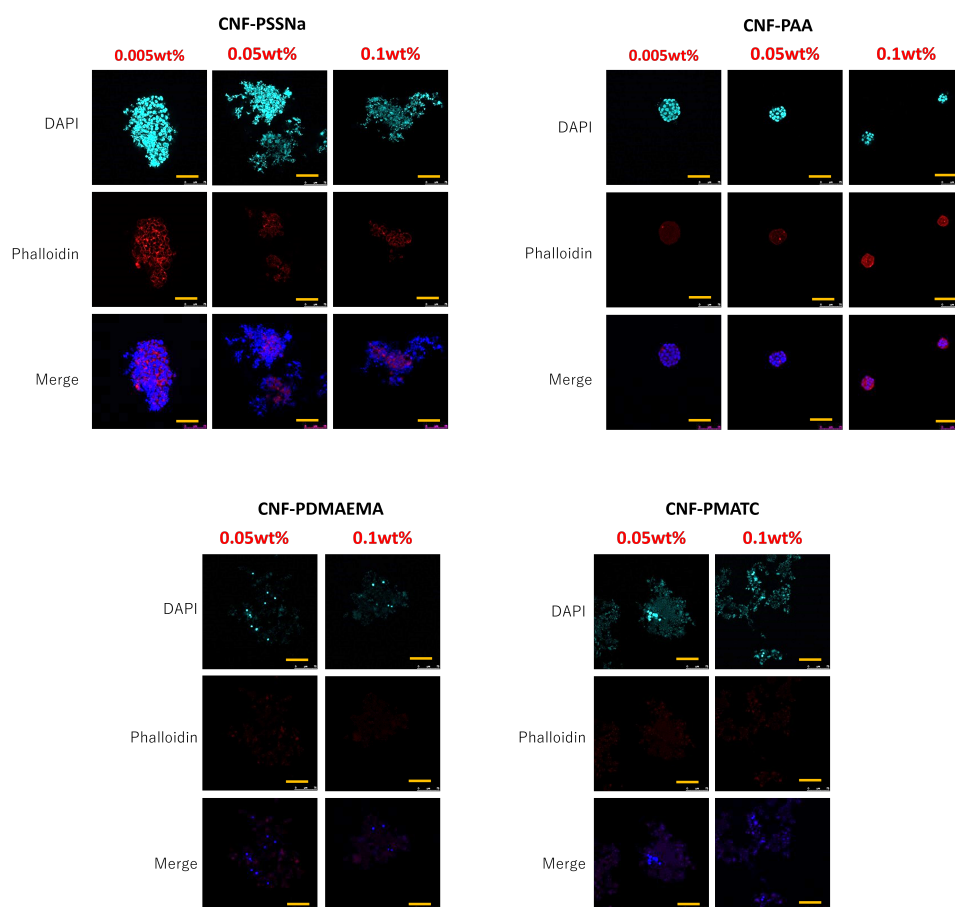 CNF-PSSNa
0.005wt% 0.05wt% 0.1wt%
DAPI
Phalloidin
Merge
CNF-PAA
0.005wt% 0.05wt% 0.1wt%
DAPI
Phalloidin
Merge
CNF-PDMAEMA
0.05wt% 0.1wt%
DAPI
Phalloidin
Merge
CNF-PMATC
0.05wt% 0.1wt%
DAPI
Phalloidin
Merge